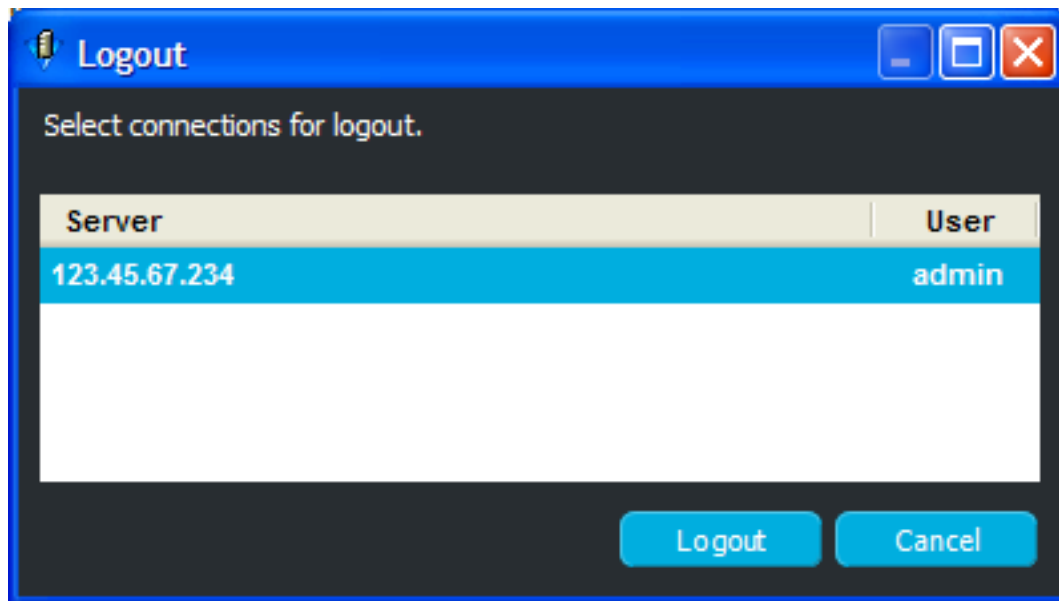 Logout
Select connections for logout.
Server User
123.45.67.234 admin
Logout Cancel